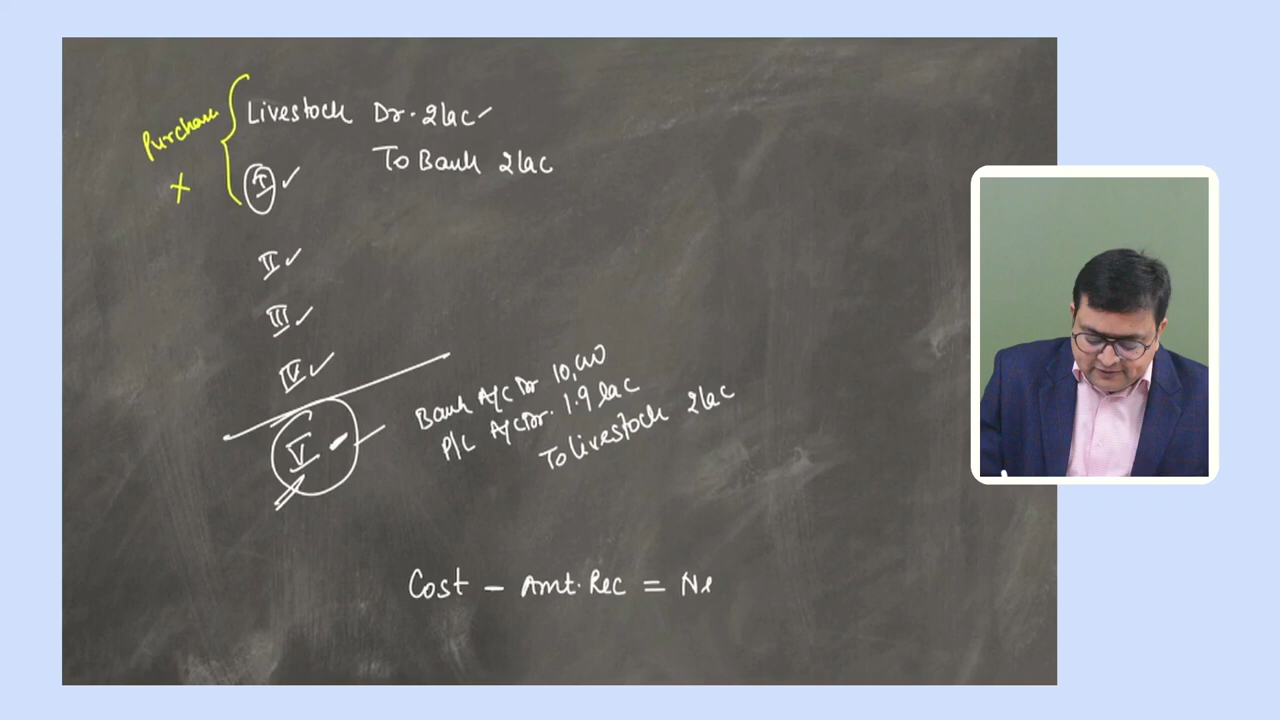 Purchase
X
Livestock Dr. 2lac
To Bank 2lac
I ✓
II ✓
III ✓
IV ✓
V
Bank A/C Dr 10,000
P/L A/C Dr. 1.9 lac
To livestock 2lac
Cost - Amt. Rec = Ne